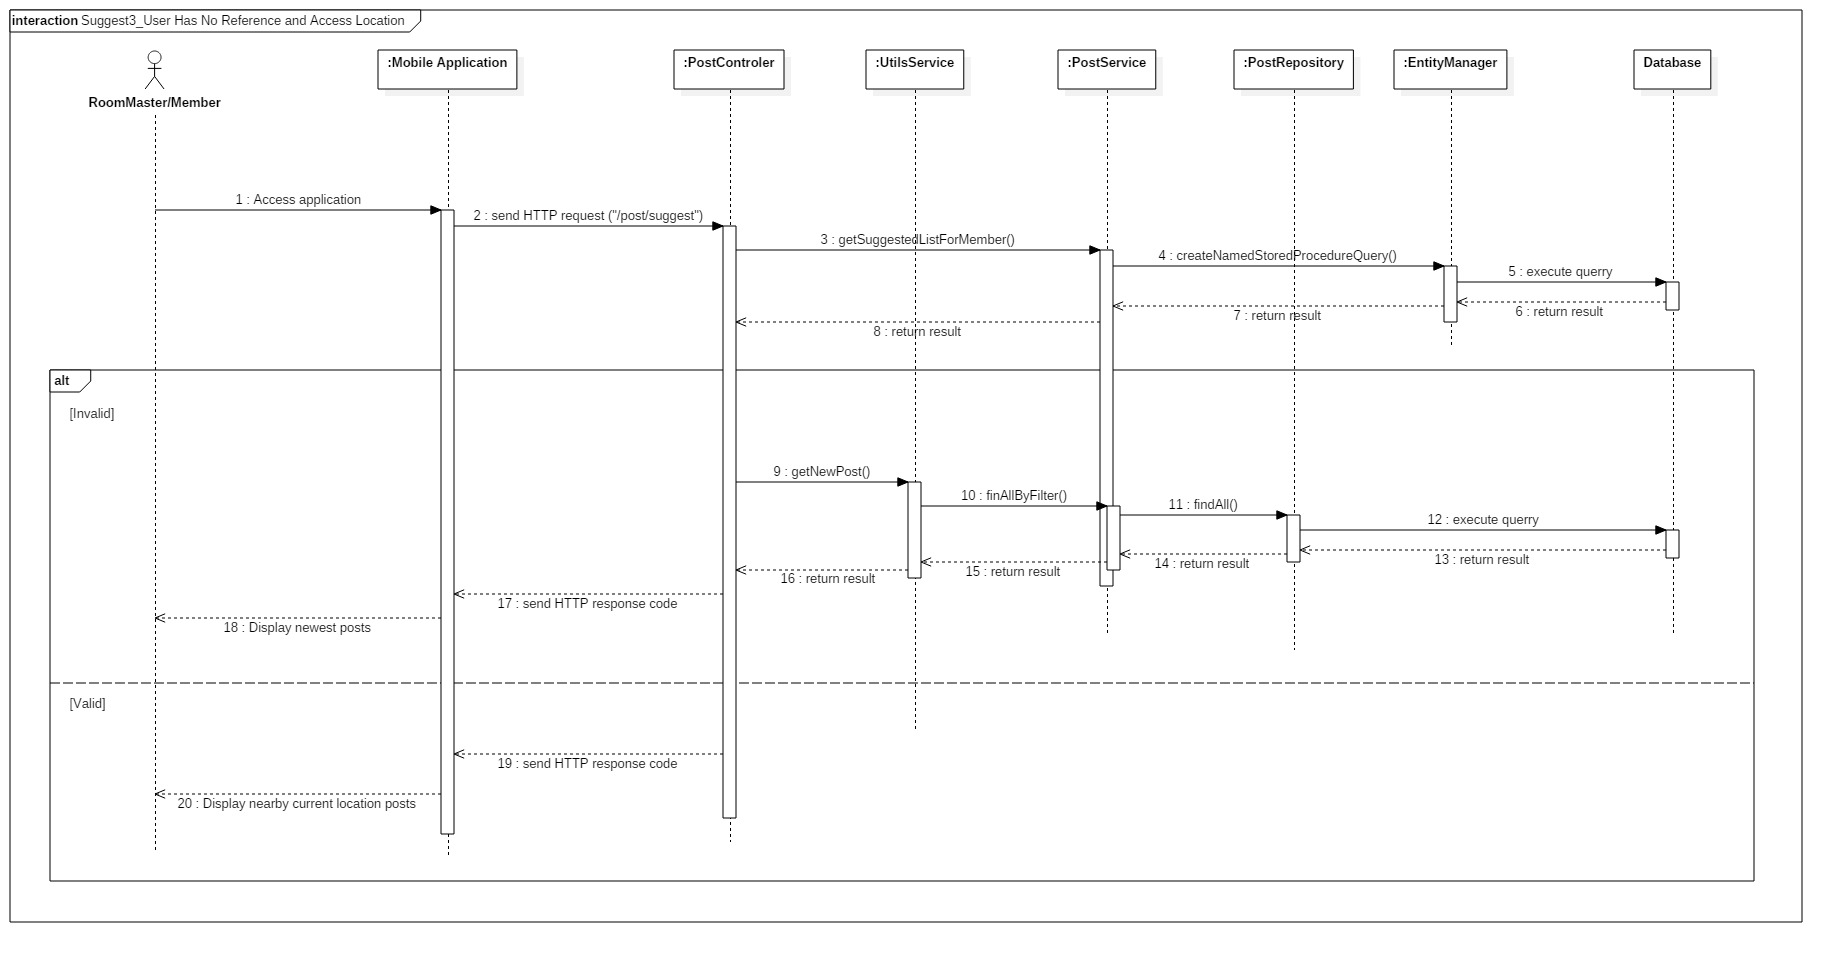 interaction Suggest3_User Has No Reference and Access Location
RoomMaster/Member
:Mobile Application
:PostControler
:UtilsService
:PostService
:PostRepository
:EntityManager
Database
1 : Access application
2 : send HTTP request ("/post/suggest")
3 : getSuggestedListForMember()
4 : createNamedStoredProcedureQuery()
5 : execute querry
6 : return result
7 : return result
8 : return result
alt
[Invalid]
9 : getNewPost()
10 : finAllByFilter()
11 : findAll()
12 : execute querry
13 : return result
14 : return result
15 : return result
16 : return result
17 : send HTTP response code
18 : Display newest posts
[Valid]
19 : send HTTP response code
20 : Display nearby current location posts